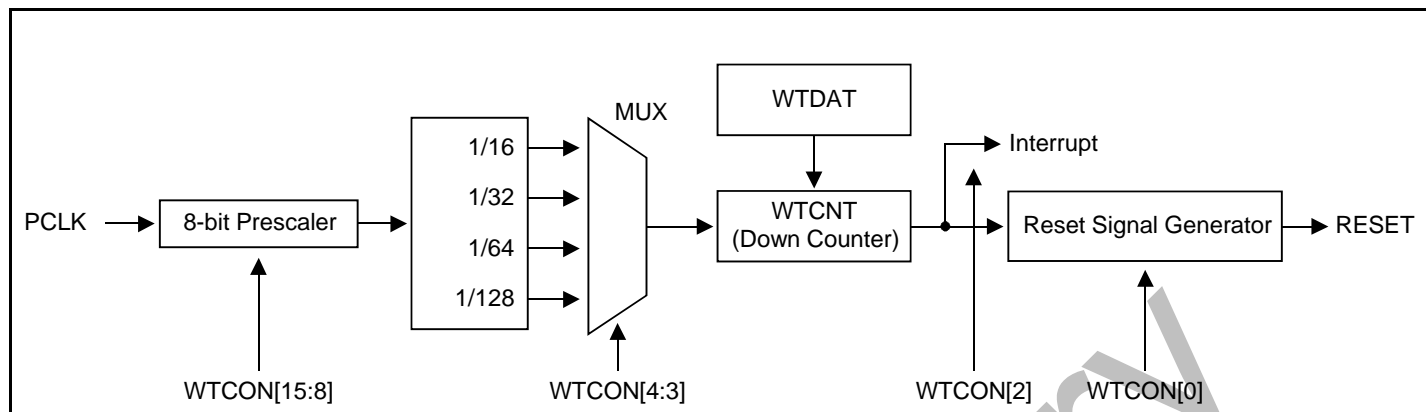 WTDAT
MUX
1/16
Interrupt
1/32
PCLK
8-bit Prescaler
WTCNT
(Down Counter)
Reset Signal Generator
RESET
1/64
1/128
WTCON[15:8]
WTCON[4:3]
WTCON[2]
WTCON[0]